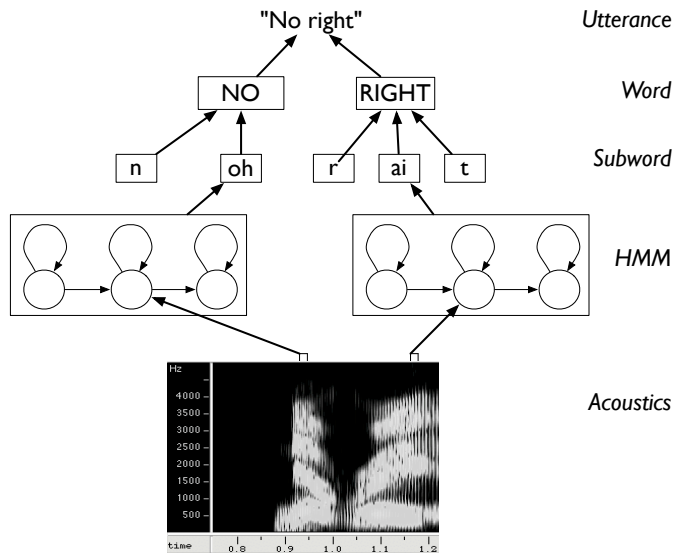 "No right" Utterance
NO RIGHT Word
n oh r ai t Subword
HMM
Acoustics
Hz
4000
3500
3000
2500
2000
1500
1000
500
time 0.8 0.9 1.0 1.1 1.2